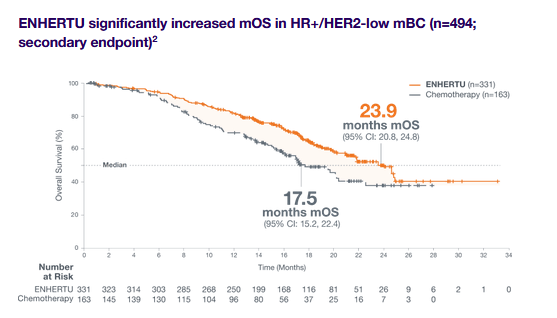 ENHERTU significantly increased mOS in HR+/HER2-low mBC (n=494;
secondary endpoint)2
ENHERTU (n=331)
Chemotherapy (n=163)
23.9
months mOS
(95% CI: 20.8, 24.8)
Overall Survival (%)
100
80
60
40
20
0
Median
17.5
months mOS
(95% CI: 15.2, 22.4)
0 2 4 6 8 10 12 14 16 18 20 22 24 26 28 30 32 34
Time (Months)
Number
at Risk
ENHERTU 331 323 314 303 285 268 250 199 168 116 81 51 26 9 6 2 1 0
Chemotherapy 163 145 139 130 115 104 96 80 56 37 25 16 7 3 0